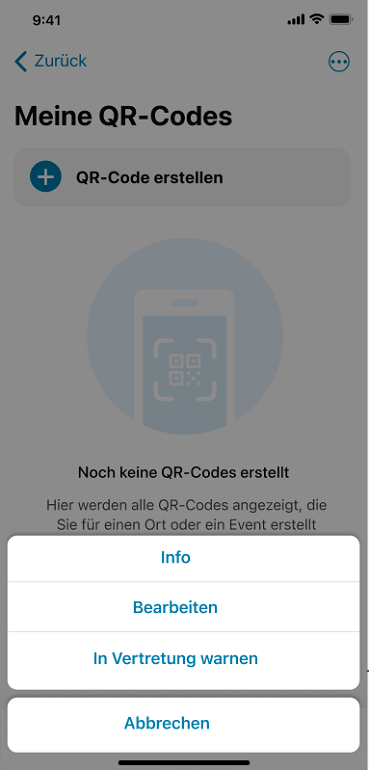 9:41
Zurück
Meine QR-Codes
QR-Code erstellen
Noch keine QR-Codes erstellt
Hier werden alle QR-Codes angezeigt, die
Sie für einen Ort oder ein Event erstellt
Info
Bearbeiten
In Vertretung warnen
Abbrechen